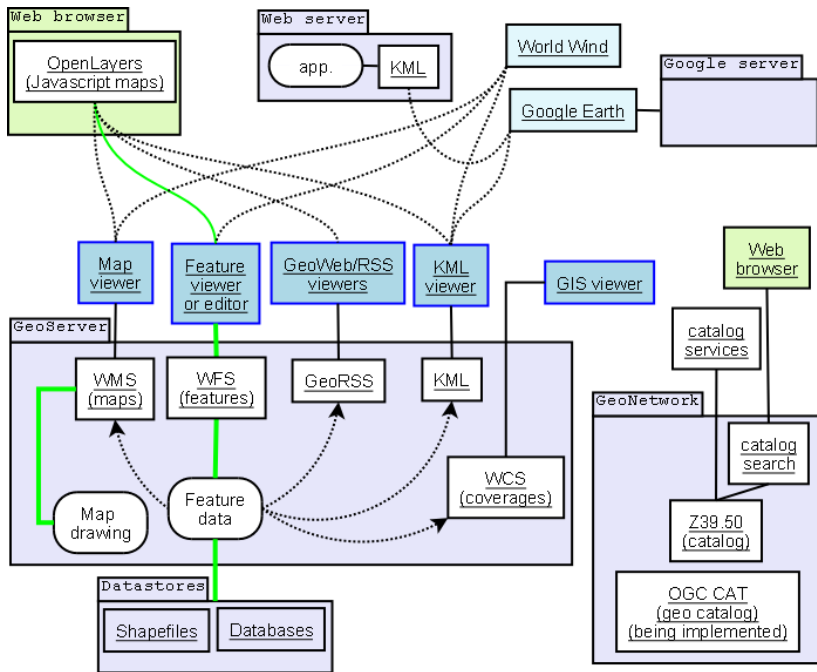 Web browser
OpenLayers
(Javascript maps)
Web server
app.
KML
World Wind
Google Earth
Google server
Map
viewer
Feature
viewer
or editor
GeoWeb/RSS
viewers
KML
viewer
GIS viewer
Web
browser
GeoServer
WMS
(maps)
WFS
(features)
GeoRSS
KML
WCS
(coverages)
Map
drawing
Feature
data
catalog
services
GeoNetwork
catalog
search
Z39.50
(catalog)
OGC CAT
(geo catalog)
(being implemented)
Datastores
Shapefiles
Databases